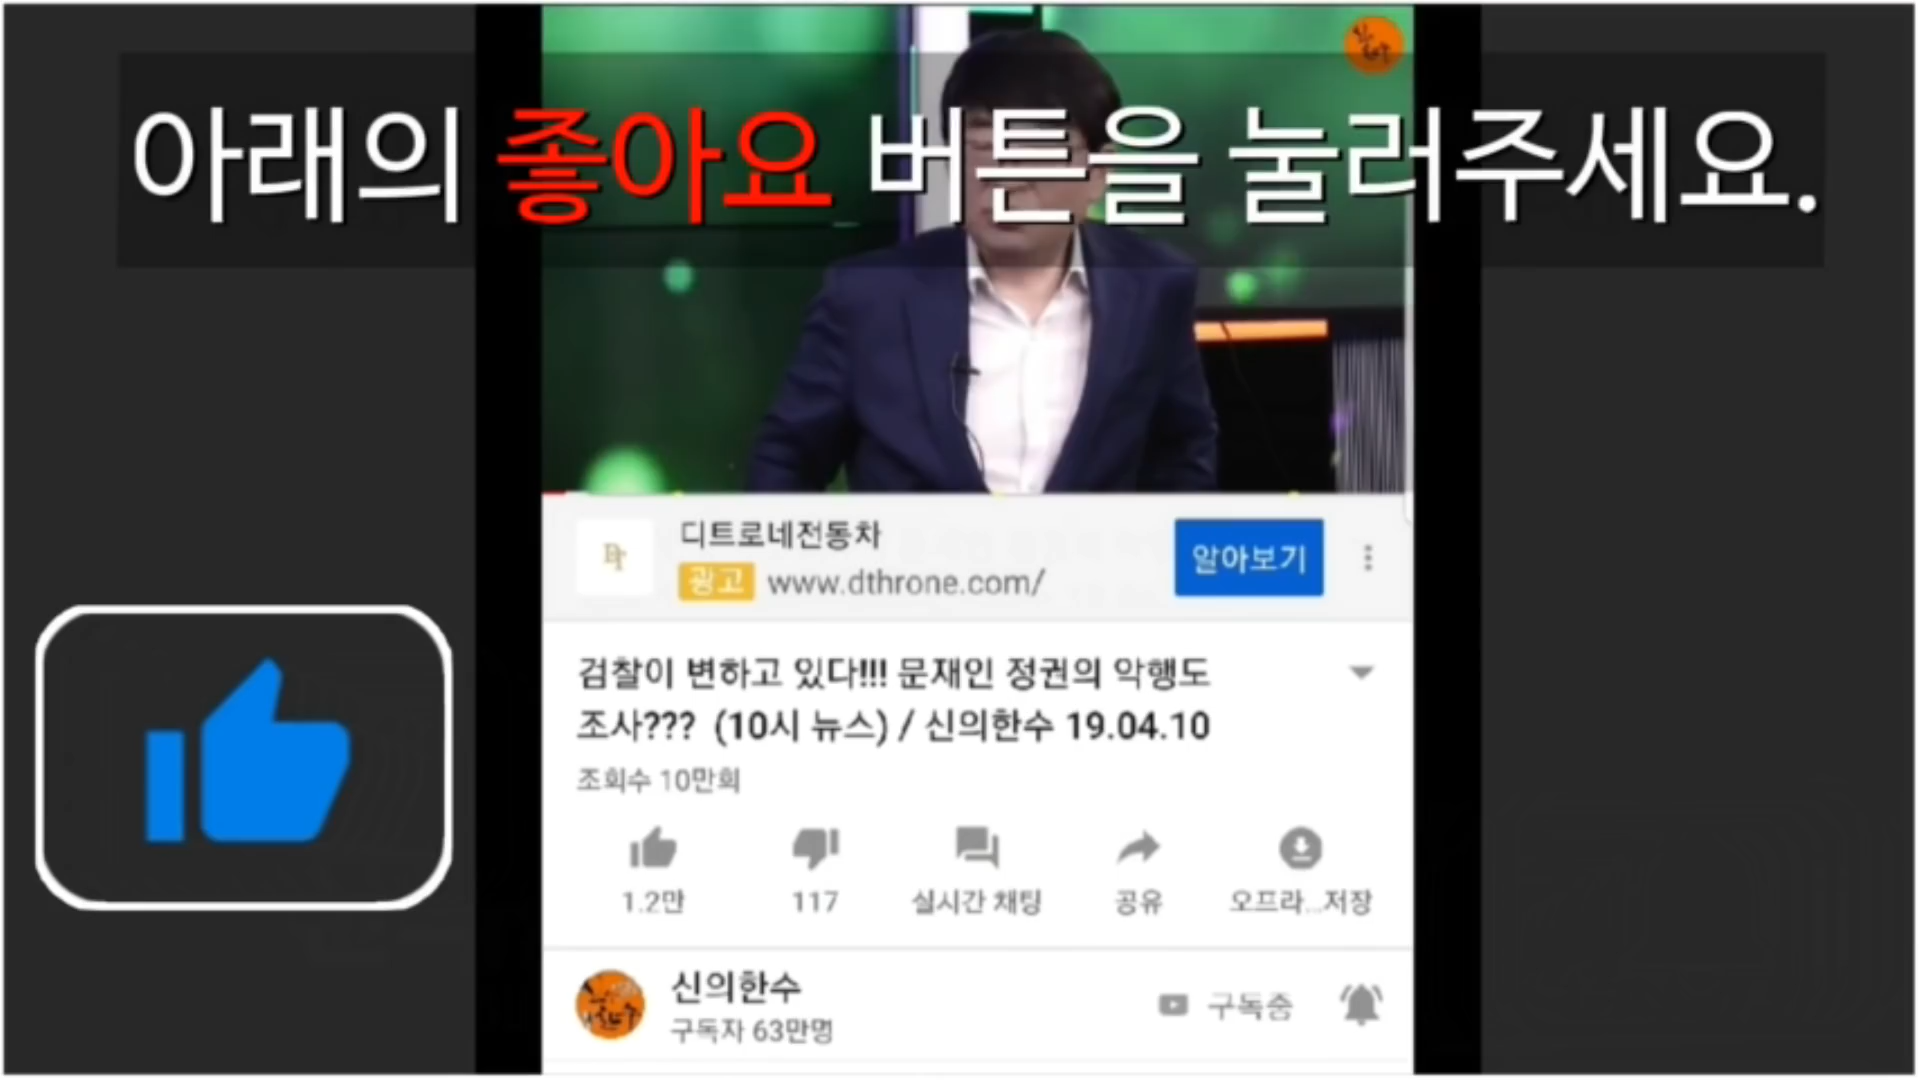 아래의 좋아요 버튼을 눌러주세요.
디트로네전동차
광고 www.dthrone.com/
알아보기
검찰이 변하고 있다!!! 문재인 정권의 악행도
조사??? (10시 뉴스) / 신의한수 19.04.10
조회수 10만회
1.2만 117 실시간 채팅 공유 오프라...저장
신의한수
구독자 63만명
구독중